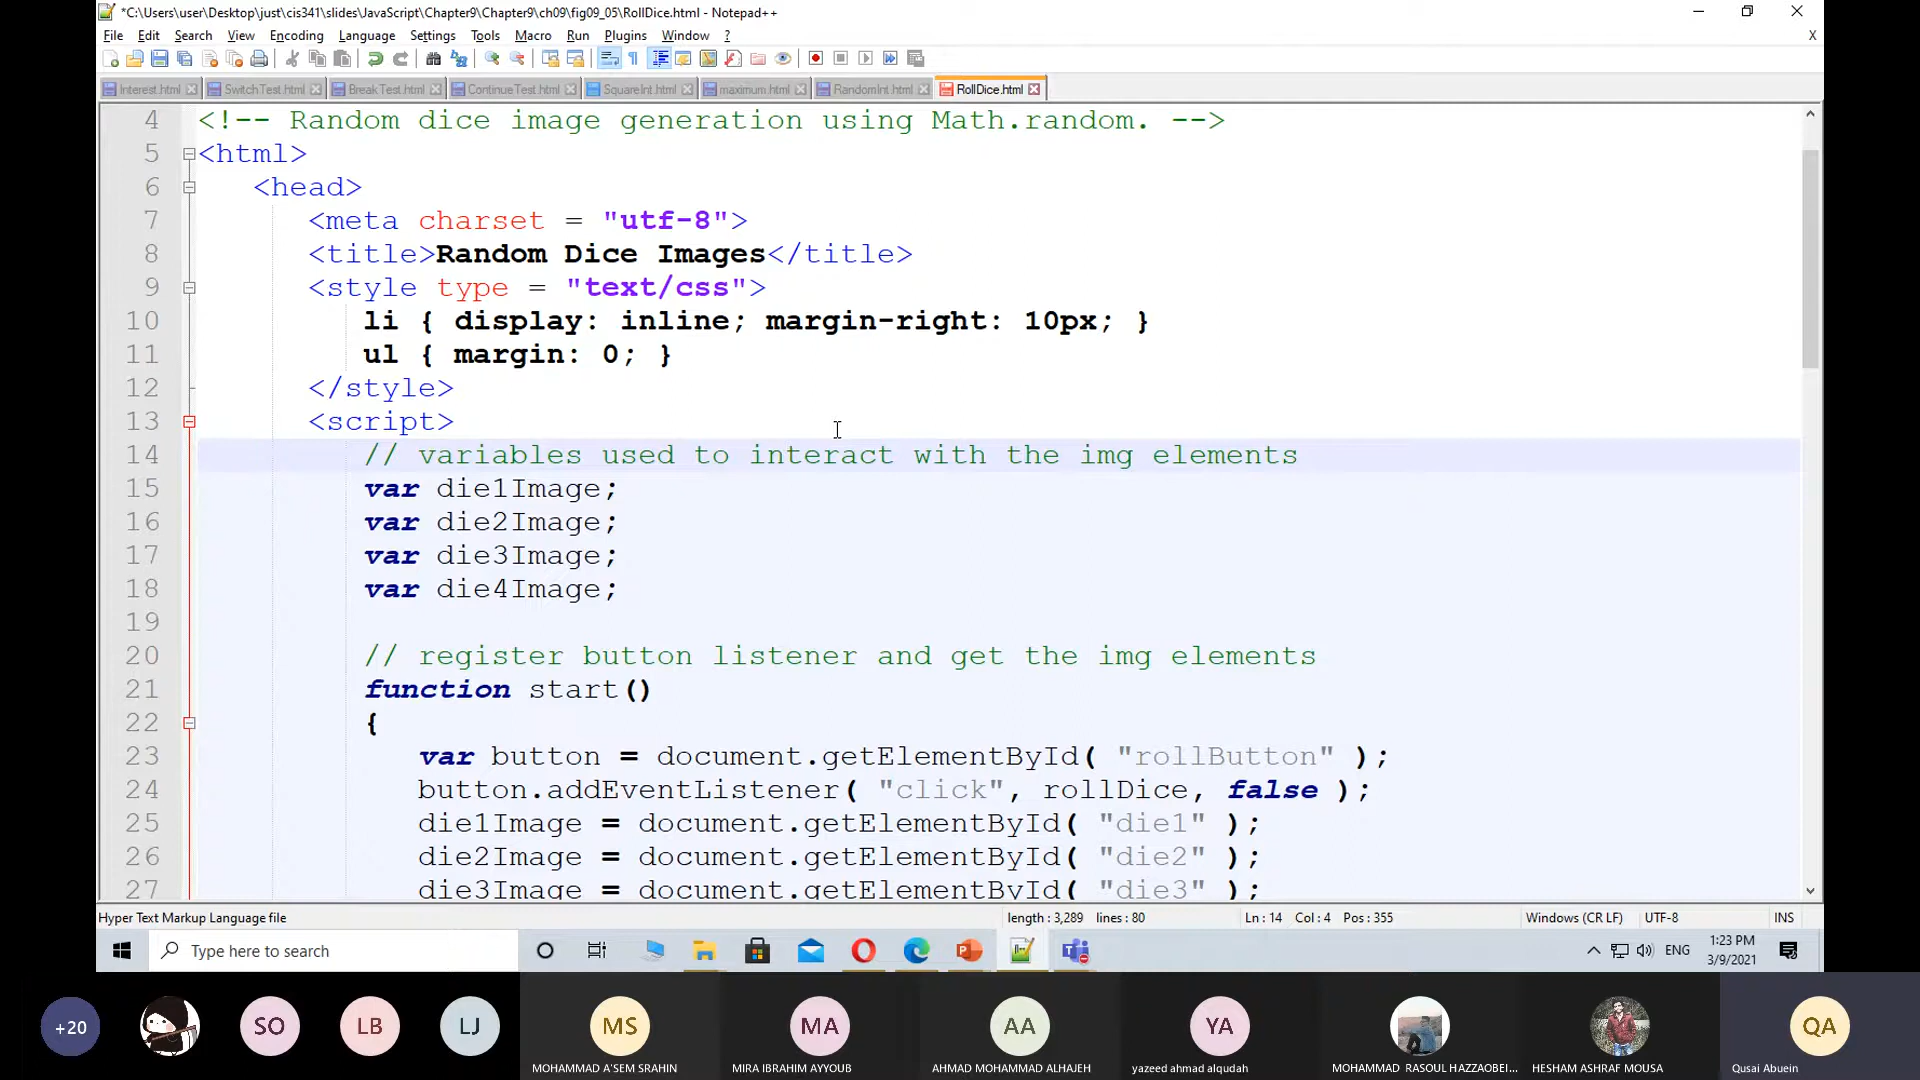 *C:\Users\user\Desktop\just\cis341\slides\JavaScript\Chapter9\Chapter9\ch09\fig09_05\RollDice.html - Notepad++
File Edit Search View Encoding Language Settings Tools Macro Run Plugins Window ? X
Interest.html SwitchTest.html BreakTest.html ContinueTest.html SquareInt.html maximum.html RandomInt.html RollDice.html
4 <!-- Random dice image generation using Math.random. -->
5 <html>
6 <head>
7 <meta charset = "utf-8">
8 <title>Random Dice Images</title>
9 <style type = "text/css">
10 li { display: inline; margin-right: 10px; }
11 ul { margin: 0; }
12 </style>
13 <script>
14 // variables used to interact with the img elements
15 var die1Image;
16 var die2Image;
17 var die3Image;
18 var die4Image;
19
20 // register button listener and get the img elements
21 function start()
22 {
23 var button = document.getElementById( "rollButton" );
24 button.addEventListener( "click", rollDice, false );
25 die1Image = document.getElementById( "die1" );
26 die2Image = document.getElementById( "die2" );
27 die3Image = document.getElementById( "die3" );
Hyper Text Markup Language file length : 3,289 lines : 80 Ln : 14 Col : 4 Pos : 355 Windows (CR LF) UTF-8 INS
Type here to search ENG 1:23 PM
3/9/2021
+20 SO LB LJ MS MA AA YA QA
MOHAMMAD A'SEM SRAHIN MIRA IBRAHIM AYYOUB AHMAD MOHAMMAD ALHAJEH yazeed ahmad alqudah MOHAMMAD RASOUL HAZZAOBEI... HESHAM ASHRAF MOUSA Qusai Abuein